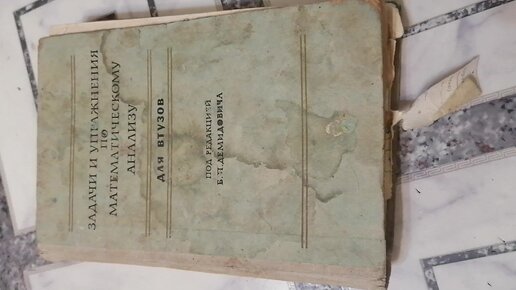 ЗАДАЧИ И УПРАЖНЕНИЯ
ПО
МАТЕМАТИЧЕСКОМУ
АНАЛИЗУ
ДЛЯ ВТУЗОВ
ПОД РЕДАКЦИЕЙ
Б. П. ДЕМИДОВИЧА